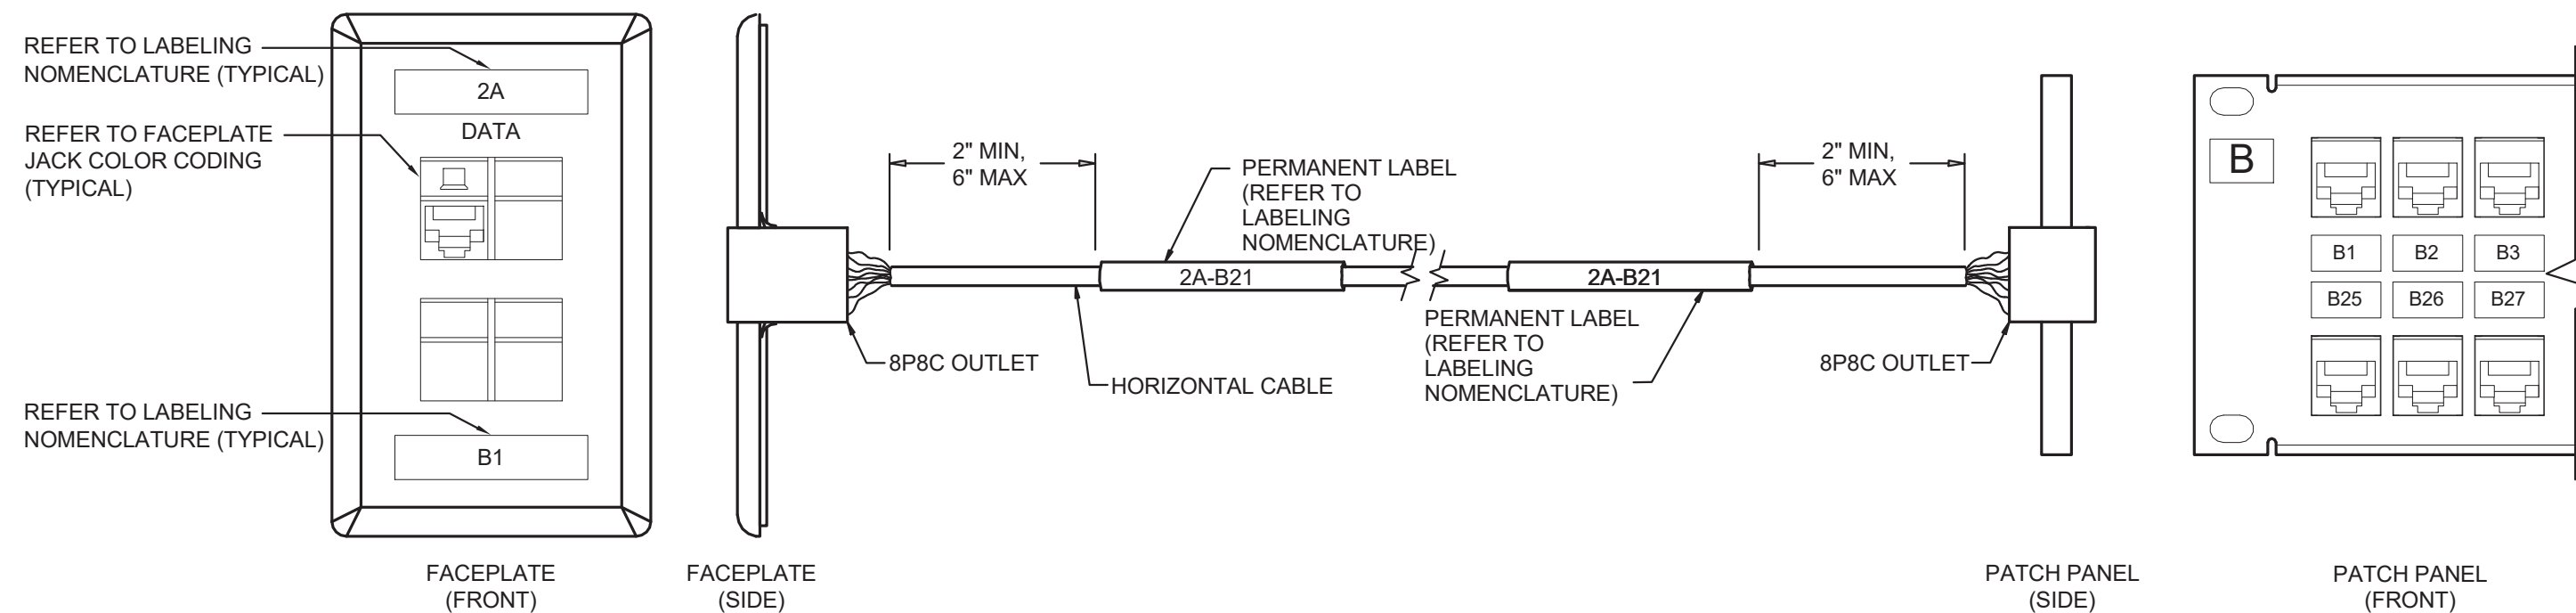 REFER TO LABELING
NOMENCLATURE (TYPICAL)
REFER TO FACEPLATE
JACK COLOR CODING
(TYPICAL)
REFER TO LABELING
NOMENCLATURE (TYPICAL)
2A
DATA
B1
FACEPLATE
(FRONT)
FACEPLATE
(SIDE)
2" MIN,
6" MAX
8P8C OUTLET
HORIZONTAL CABLE
PERMANENT LABEL
(REFER TO
LABELING
NOMENCLATURE)
2A-B21
2A-B21
PERMANENT LABEL
(REFER TO
LABELING
NOMENCLATURE)
2" MIN,
6" MAX
8P8C OUTLET
PATCH PANEL
(SIDE)
B
B1 B2 B3
B25 B26 B27
PATCH PANEL
(FRONT)